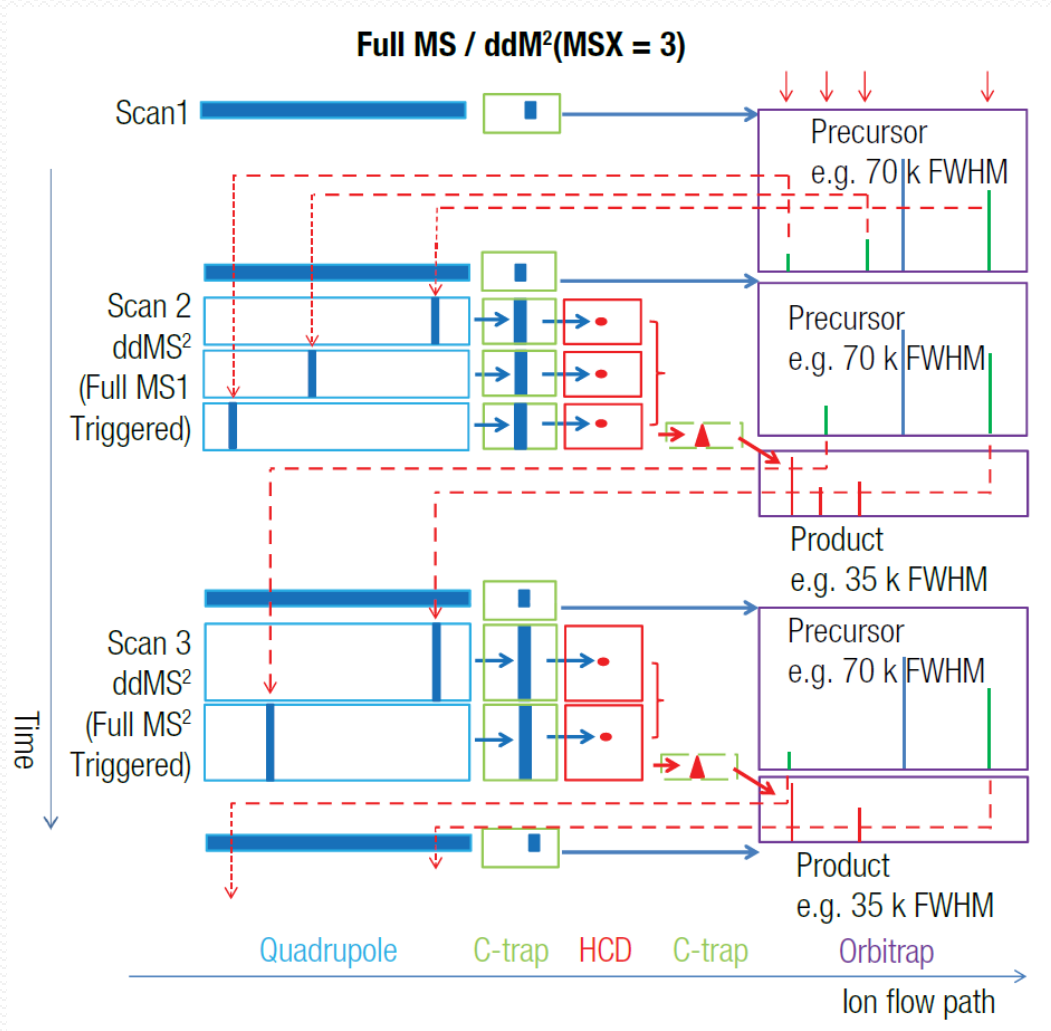 Full MS / ddM²(MSX = 3)
Scan1
Precursor
e.g. 70 k FWHM
Scan 2
ddMS²
(Full MS1
Triggered)
Precursor
e.g. 70 k FWHM
Product
e.g. 35 k FWHM
Scan 3
ddMS²
(Full MS²
Triggered)
Precursor
e.g. 70 k FWHM
Product
e.g. 35 k FWHM
Time
Quadrupole
C-trap
HCD
C-trap
Orbitrap
Ion flow path